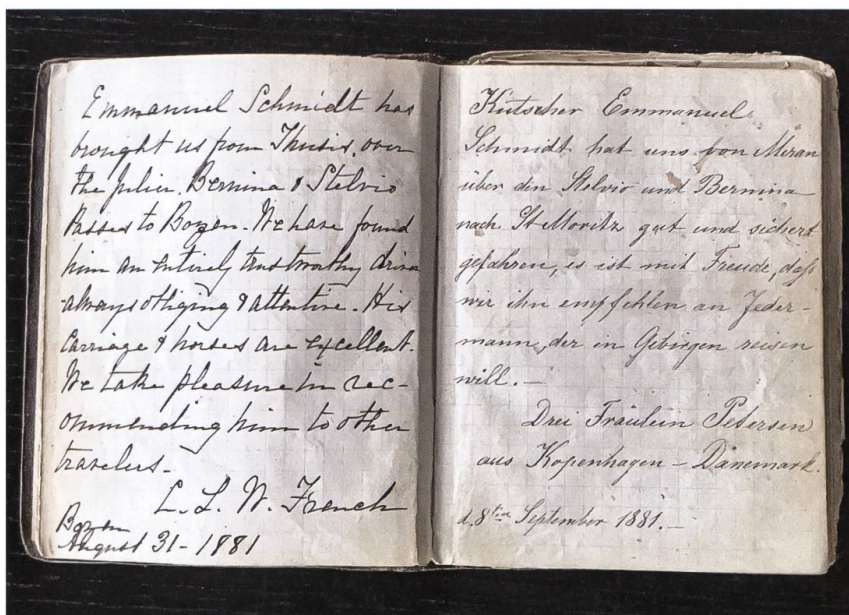 Emmanuel Schmidt has
brought us from Thusis, over
the Julier, Bernina & Stelvio
Passes to Bozen. We have found
him an entirely trustworthy driver
always obliging & attentive. His
carriage & horses are excellent.
We take pleasure in rec-
ommending him to other
travelers.
L. L. W. French
Bozen
August 31 - 1881
Kutscher Emmanuel
Schmidt hat uns von Meran
über den Stelvio und Bernina
nach St Moritz gut und sichert
gefahren, es ist mit Freude, daß
wir ihn empfehlen an Jeder-
mann, der in Gebirgen reisen
will. —
Drei Fräulein Petersen
aus Kopenhagen – Dänemark.
d. 8ten September 1881. –